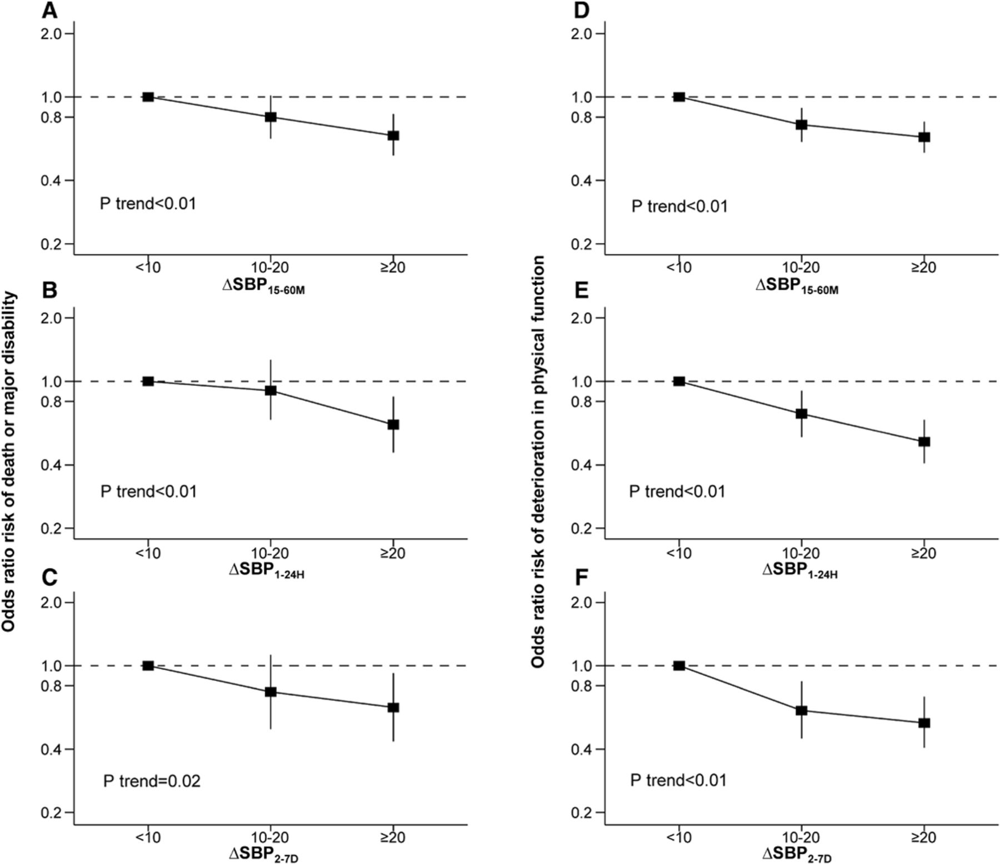 Odds ratio risk of death or major disability
A
2.0
1.0
0.8
0.4
0.2
P trend<0.01
<10 10-20 ≥20
ΔSBP15-60M
B
2.0
1.0
0.8
0.4
0.2
P trend<0.01
<10 10-20 ≥20
ΔSBP1-24H
C
2.0
1.0
0.8
0.4
0.2
P trend=0.02
<10 10-20 ≥20
ΔSBP2-7D
Odds ratio risk of deterioration in physical function
D
2.0
1.0
0.8
0.4
0.2
P trend<0.01
<10 10-20 ≥20
ΔSBP15-60M
E
2.0
1.0
0.8
0.4
0.2
P trend<0.01
<10 10-20 ≥20
ΔSBP1-24H
F
2.0
1.0
0.8
0.4
0.2
P trend<0.01
<10 10-20 ≥20
ΔSBP2-7D